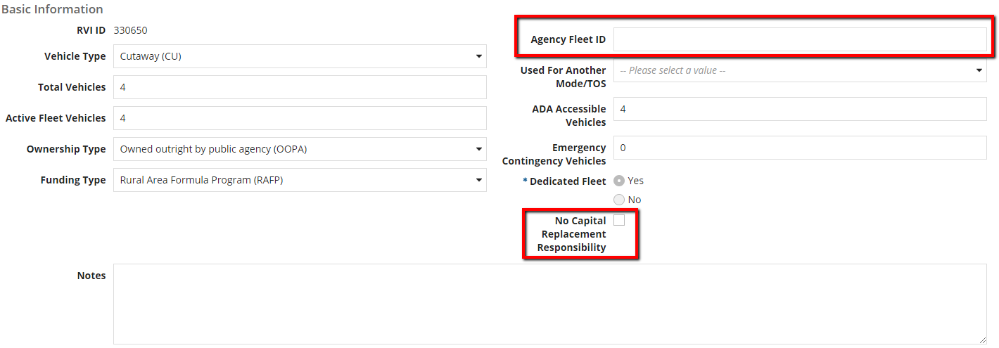 Basic Information
RVI ID 330650
Vehicle Type Cutaway (CU)
Total Vehicles 4
Active Fleet Vehicles 4
Ownership Type Owned outright by public agency (OOPA)
Funding Type Rural Area Formula Program (RAFP)
Agency Fleet ID
Used For Another
Mode/TOS
-- Please select a value --
ADA Accessible
Vehicles
4
Emergency
Contingency Vehicles
0
* Dedicated Fleet Yes
No
No Capital
Replacement
Responsibility
Notes